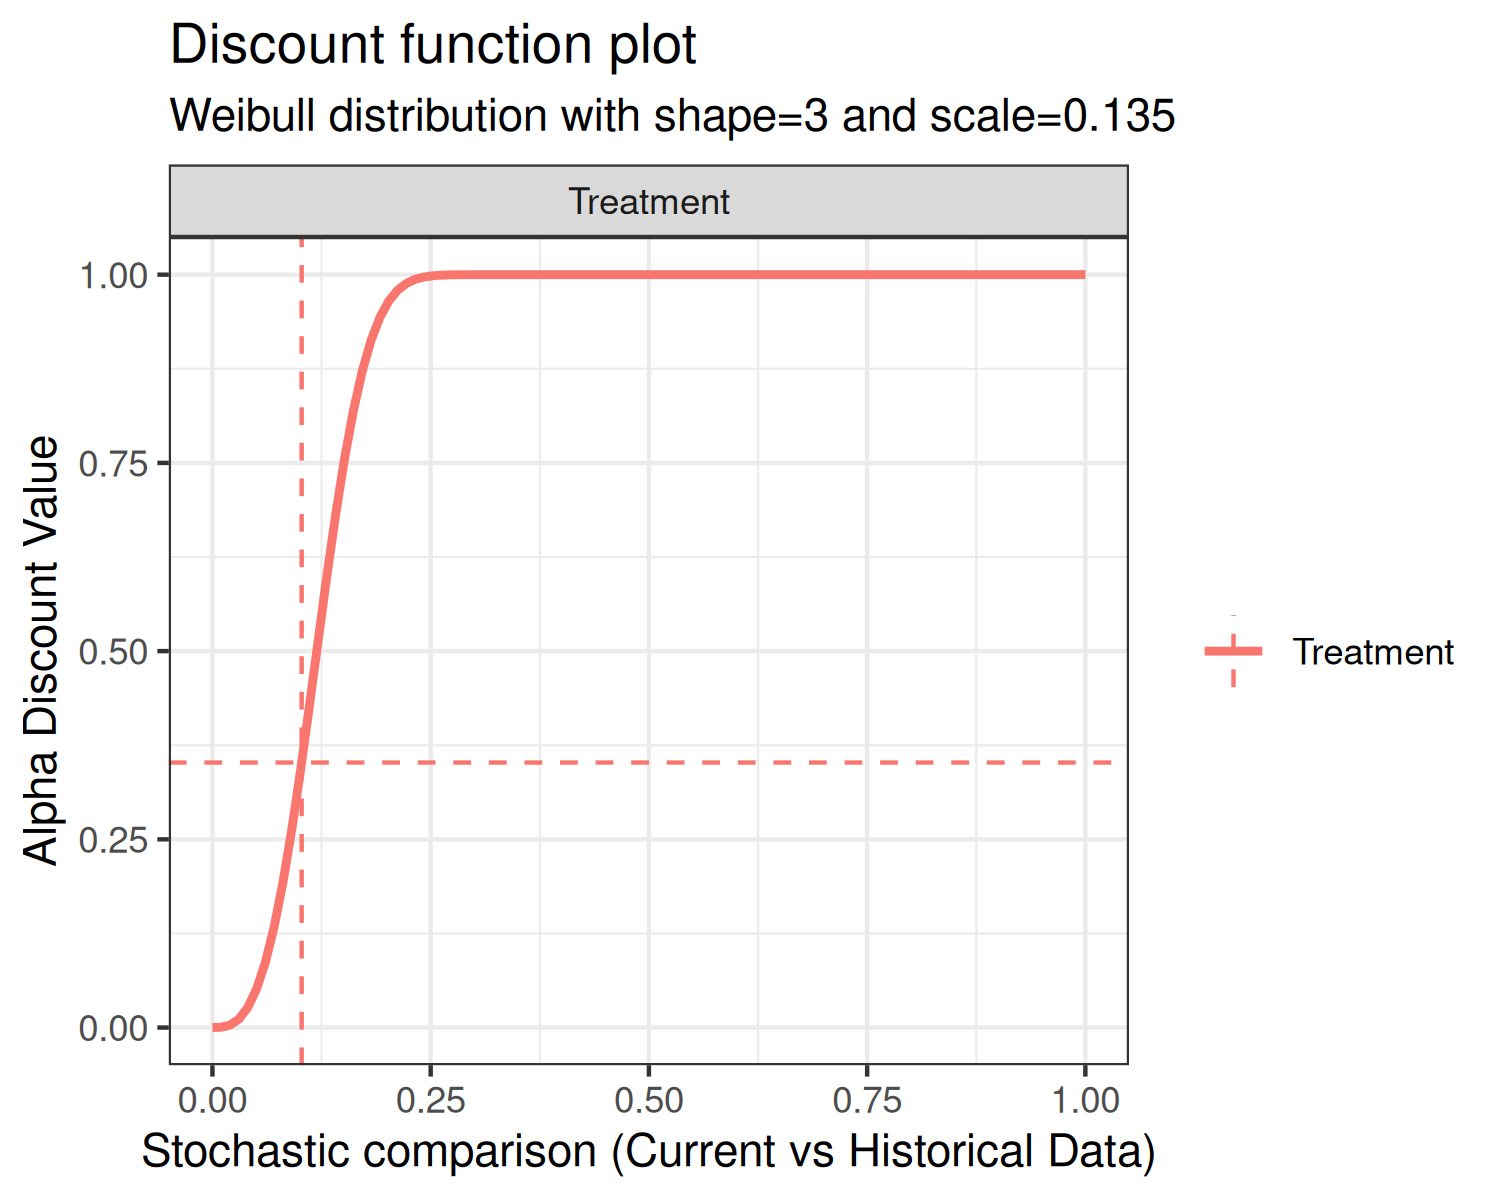 Discount function plot
Weibull distribution with shape=3 and scale=0.135
Treatment
1.00
0.75
0.50
0.25
0.00
Alpha Discount Value
0.00 0.25 0.50 0.75 1.00
Stochastic comparison (Current vs Historical Data)
Treatment